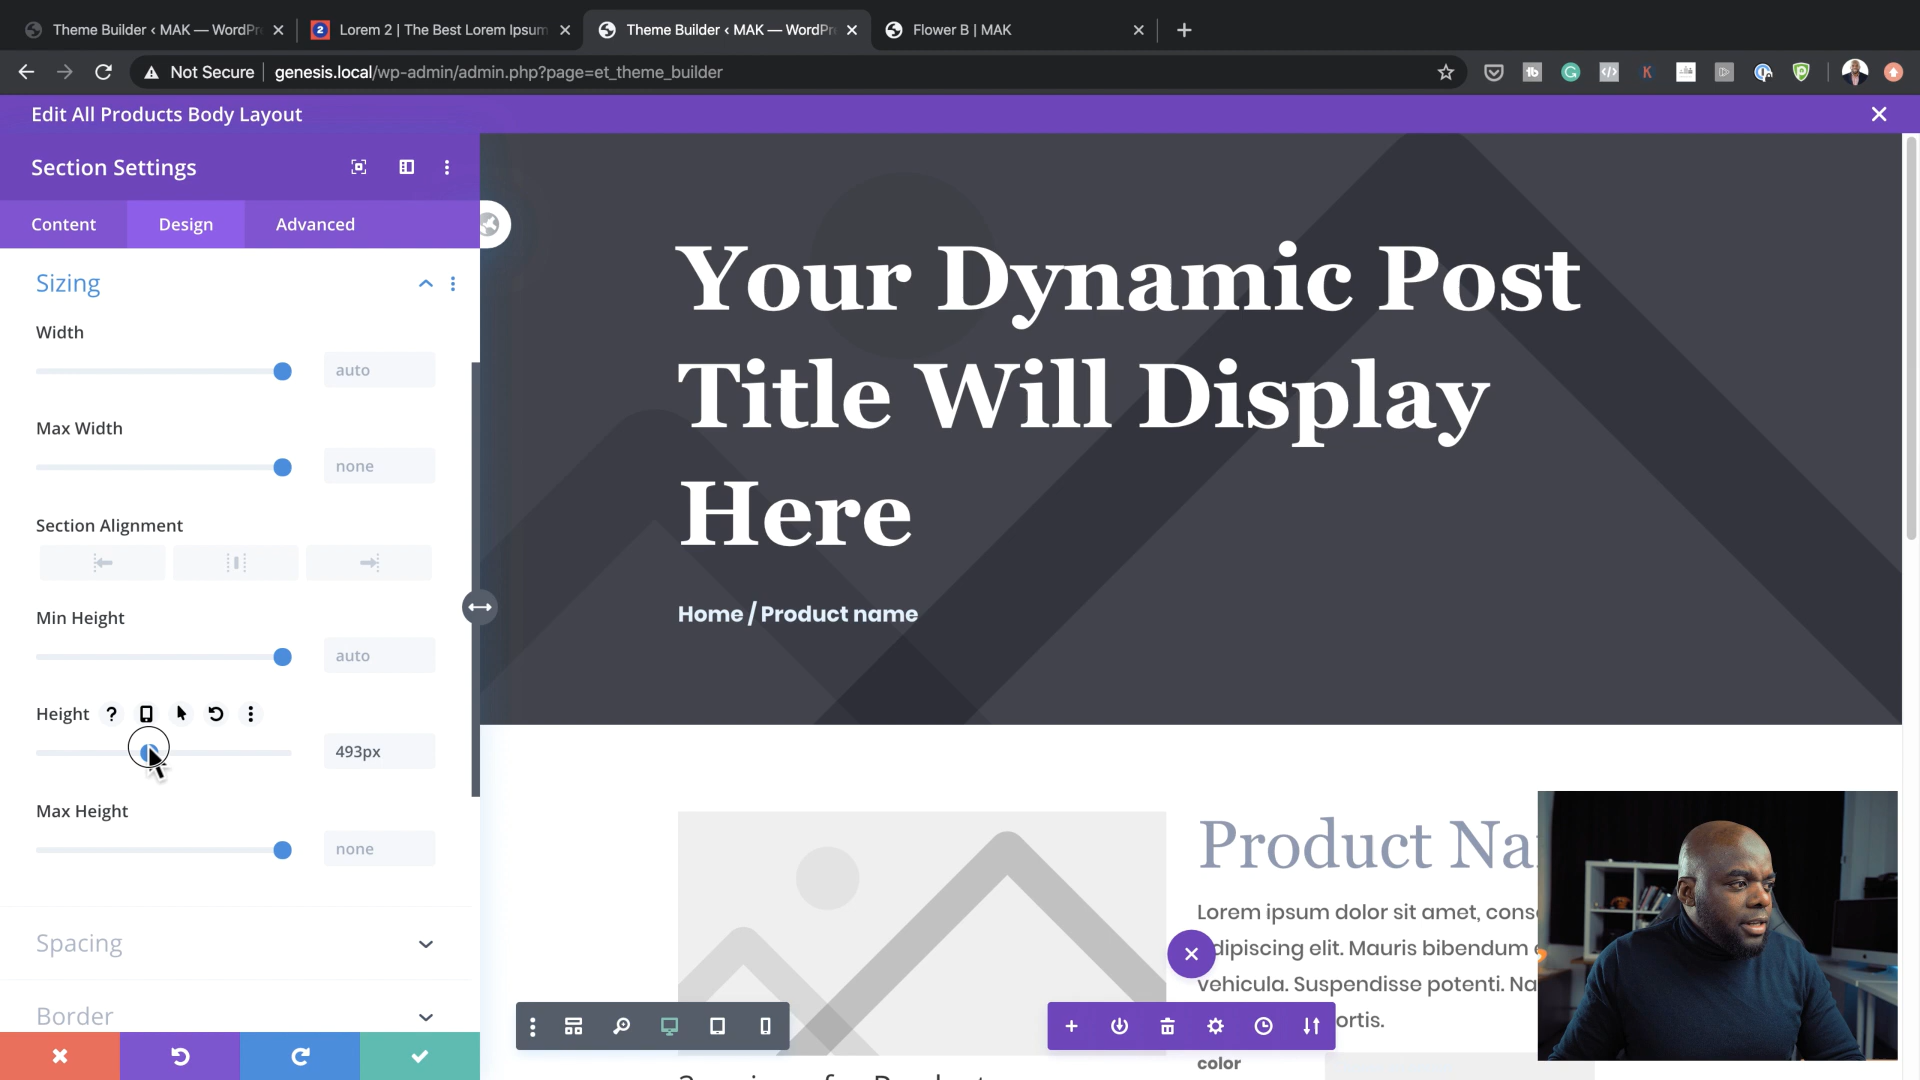 Theme Builder ‹ MAK — WordPr
Lorem 2 | The Best Lorem Ipsum
Theme Builder ‹ MAK — WordPr
Flower B | MAK
Not Secure
genesis.local/wp-admin/admin.php?page=et_theme_builder
Edit All Products Body Layout
Section Settings
Content
Design
Advanced
Sizing
Width
auto
Max Width
none
Section Alignment
Min Height
auto
Height
493px
Max Height
none
Spacing
Border
Your Dynamic Post
Title Will Display
Here
Home / Product name
Product Na
Lorem ipsum dolor sit amet, cons
dipiscing elit. Mauris bibendum
vehicula. Suspendisse potenti. Na
ortis.
color